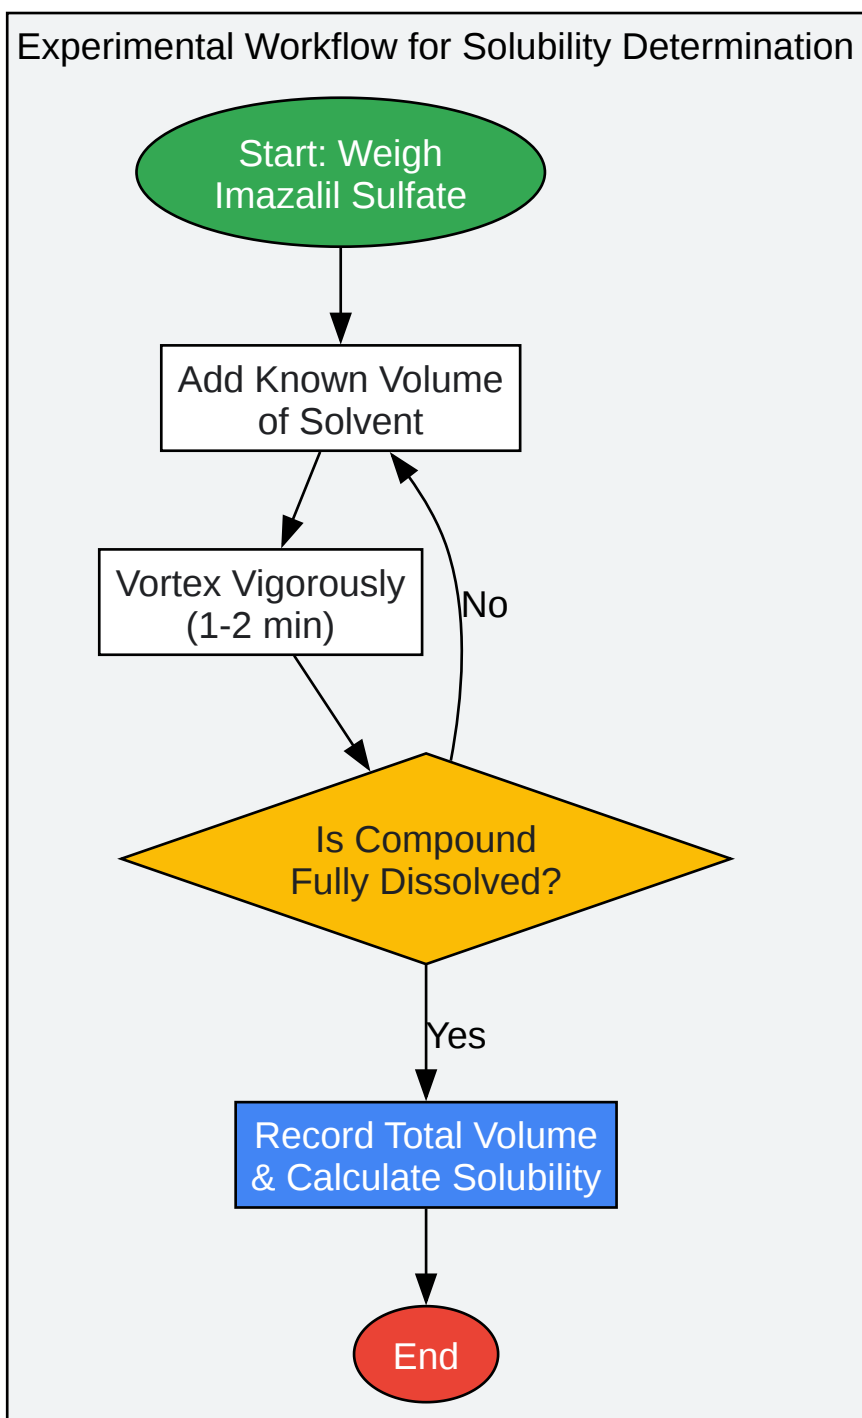 Experimental Workflow for Solubility Determination
Start: Weigh
Imazalil Sulfate
Add Known Volume
of Solvent
Vortex Vigorously
(1-2 min)
No
Is Compound
Fully Dissolved?
Yes
Record Total Volume
& Calculate Solubility
End